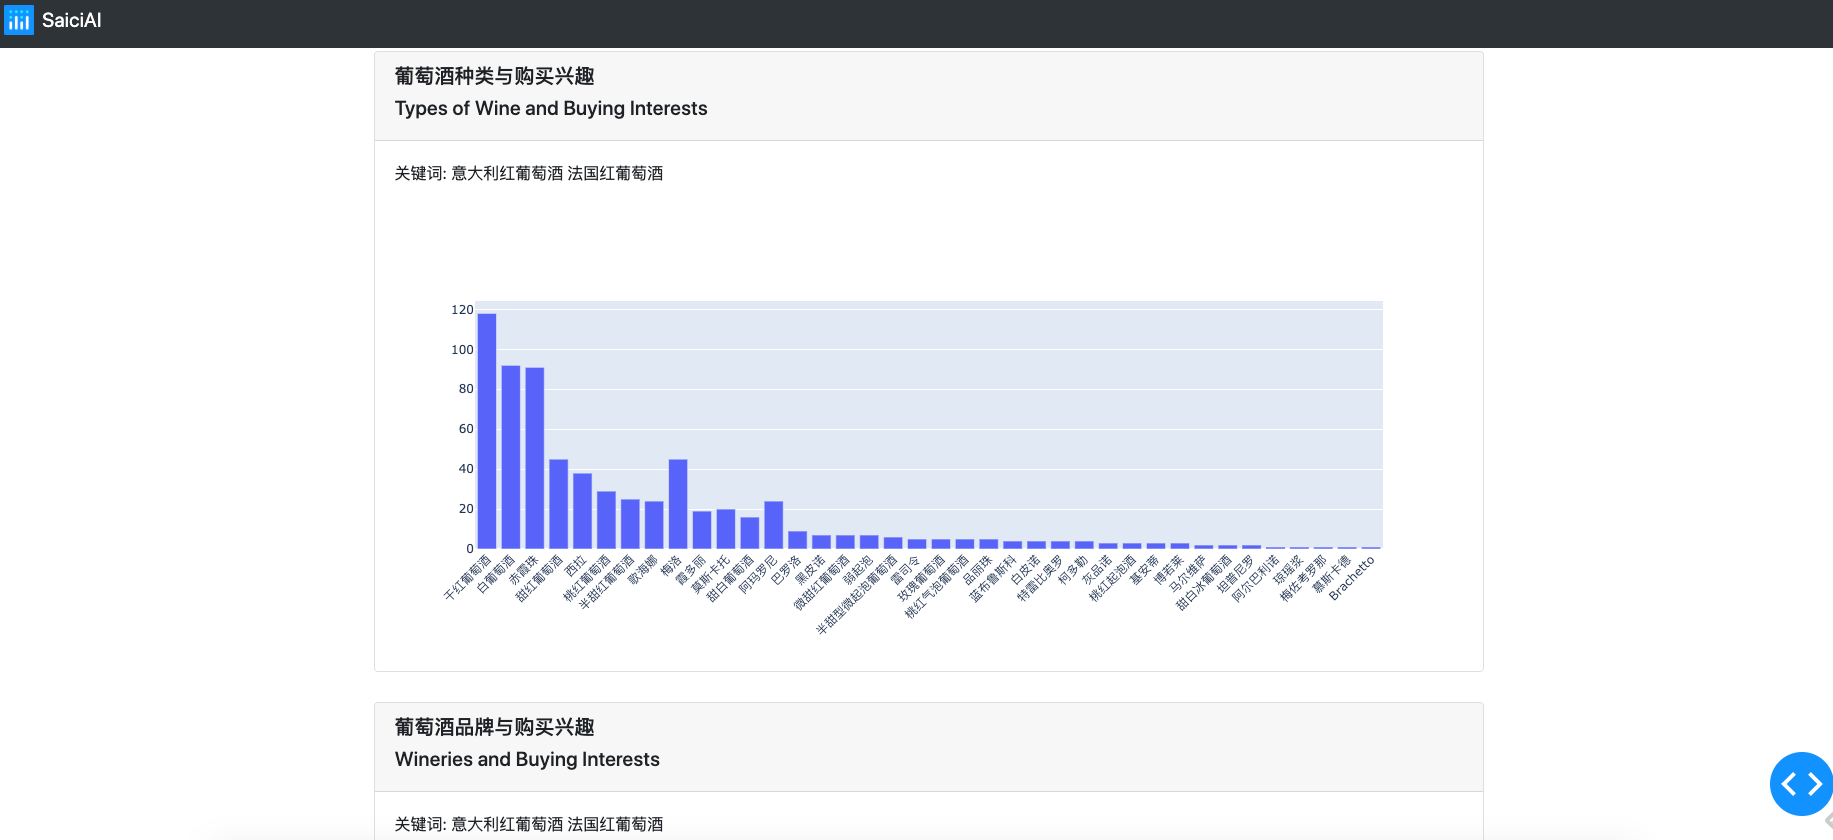 SaiciAI
葡萄酒种类与购买兴趣
Types of Wine and Buying Interests
关键词: 意大利红葡萄酒 法国红葡萄酒
120
100
80
60
40
20
0
干红葡萄酒
白葡萄酒
赤霞珠
甜红葡萄酒
西拉
桃红葡萄酒
半甜红葡萄酒
歌海娜
梅洛
霞多丽
莫斯卡托
甜白葡萄酒
阿玛罗尼
巴罗洛
黑皮诺
微甜红葡萄酒
弱起泡
半甜型微起泡葡萄酒
雷司令
玫瑰葡萄酒
桃红气泡葡萄酒
品丽珠
蓝布鲁斯科
白皮诺
特雷比奥罗
柯多勒
灰品诺
桃红起泡酒
基安蒂
博若莱
马尔维萨
甜白冰葡萄酒
坦普尼罗
阿尔巴利诺
琼瑶浆
梅佐考罗那
慕斯卡德
Brachetto
葡萄酒品牌与购买兴趣
Wineries and Buying Interests
关键词: 意大利红葡萄酒 法国红葡萄酒